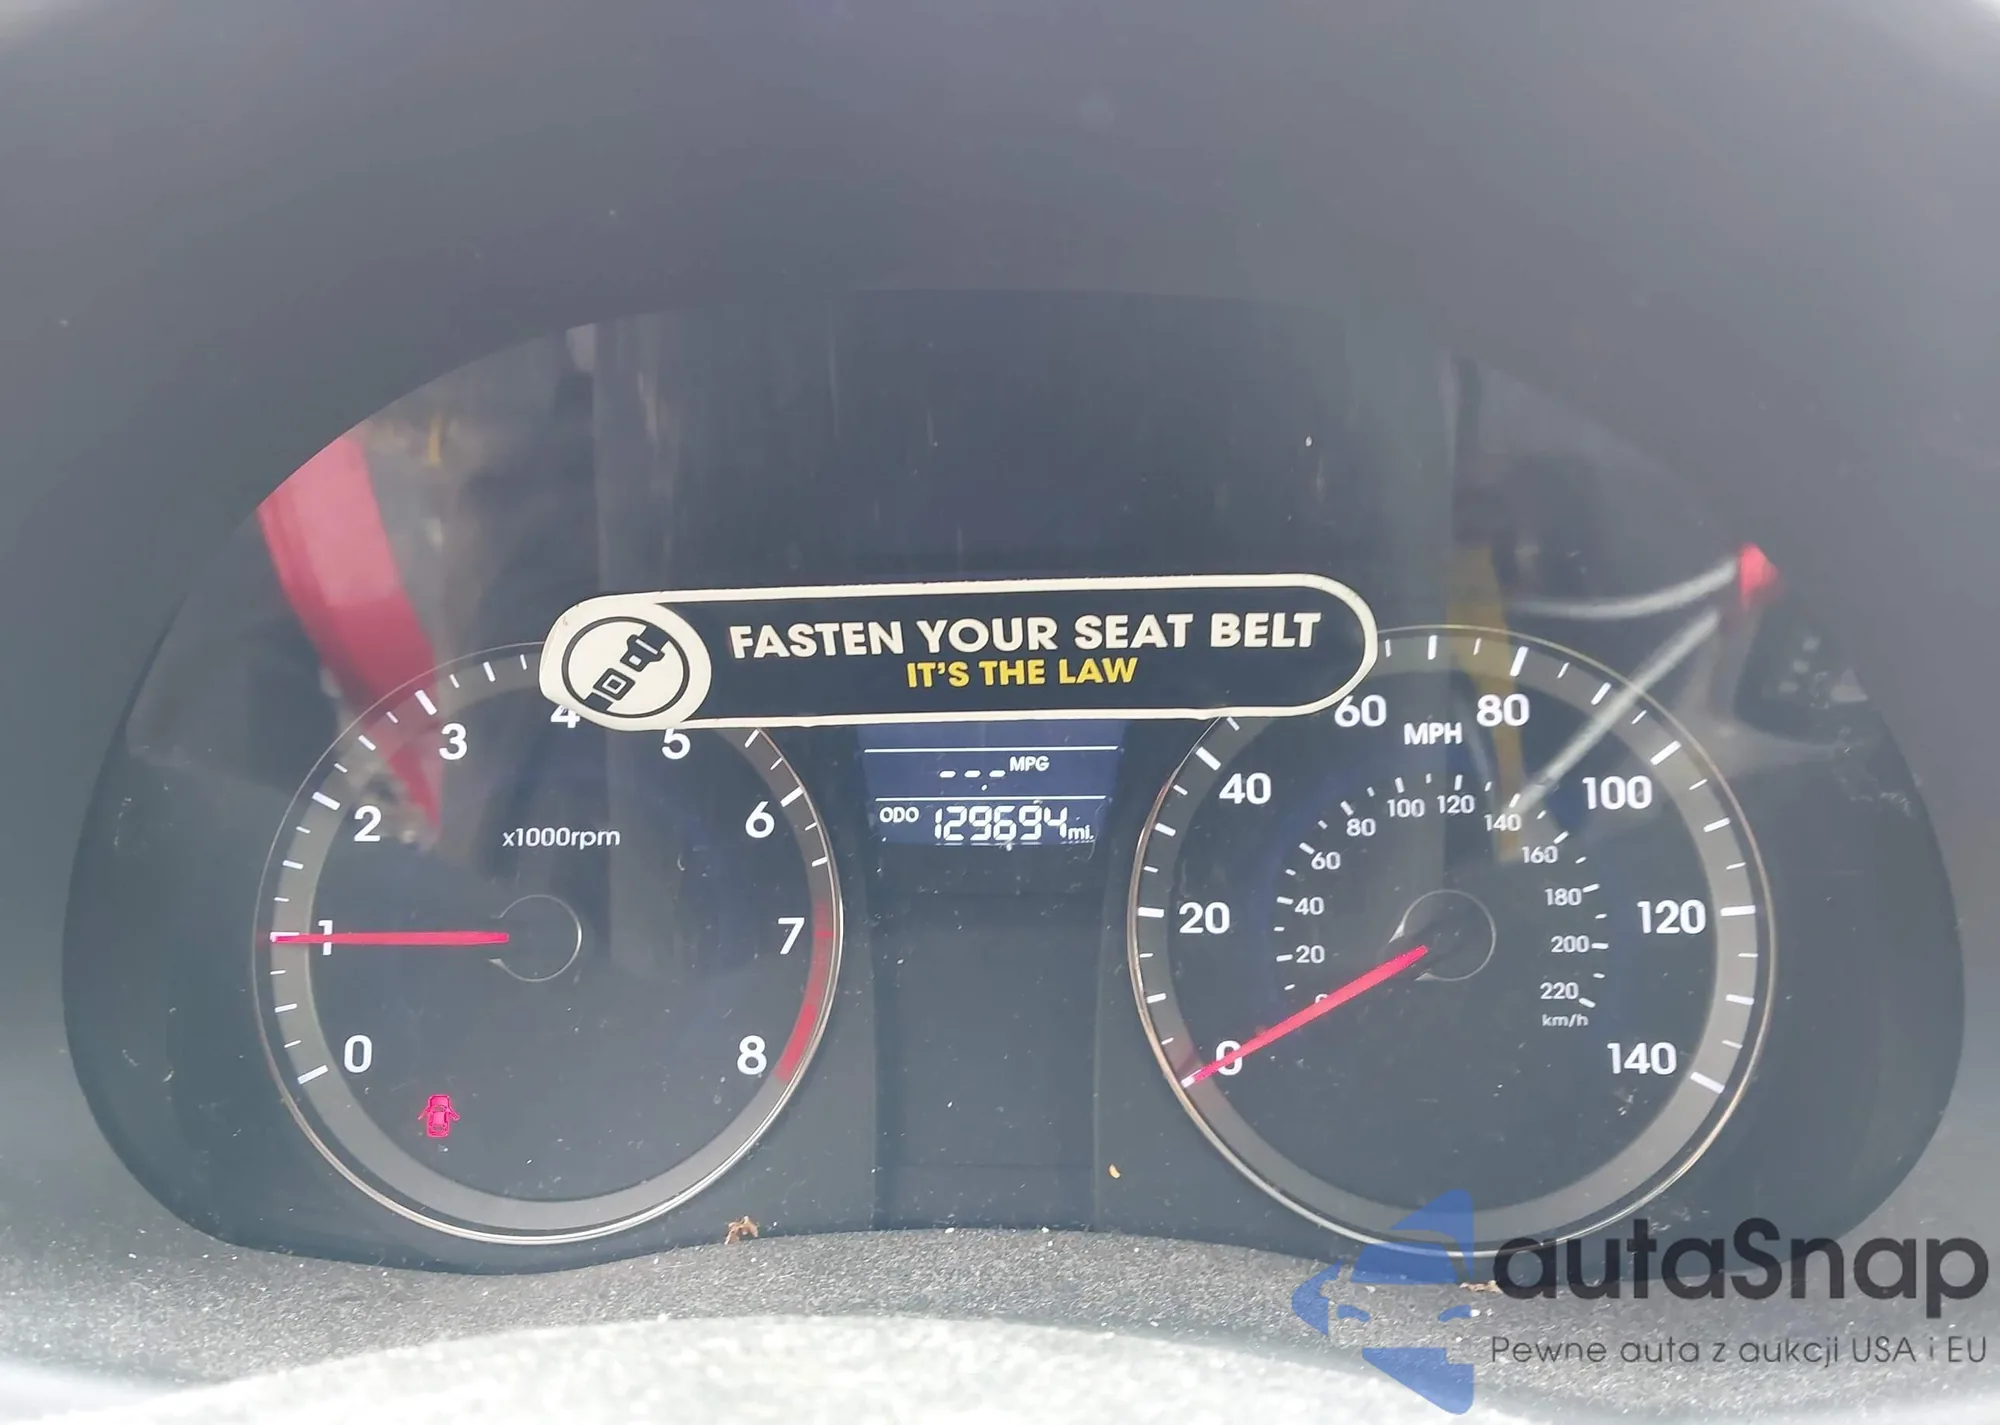 FASTEN YOUR SEAT BELT
IT'S THE LAW
--- MPG
ODO 129694 mi.
0 1 2 3 4 5 6 7 8
x1000rpm
0 20 40 60 80 100 120 140
MPH
20 40 60 80 100 120 140 160 180 200 220
km/h
autaSnap
Pewne auta z aukcji USA i EU